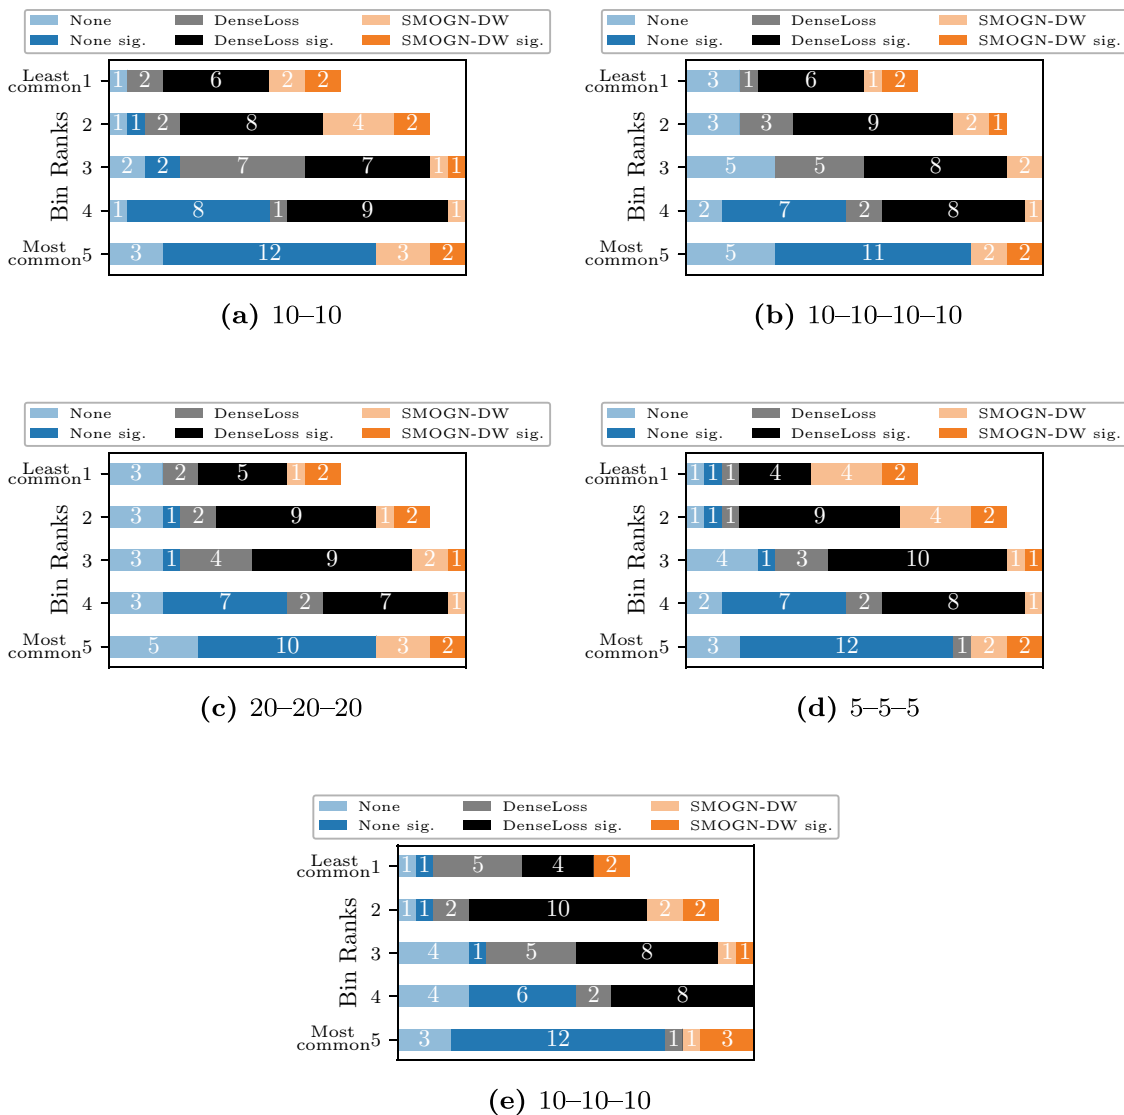 None DenseLoss SMOGN-DW
None sig. DenseLoss sig. SMOGN-DW sig.
Least common 1 1 2 6 2 2
2 1 1 2 8 4 2
3 2 2 7 7 1 1
4 1 8 1 9 1
Most common 5 3 12 3 2
Bin Ranks
(a) 10–10
None DenseLoss SMOGN-DW
None sig. DenseLoss sig. SMOGN-DW sig.
Least common 1 3 1 6 1 2
2 3 3 9 2 1
3 5 5 8 2
4 2 7 2 8 1
Most common 5 5 11 2 2
Bin Ranks
(b) 10–10–10–10
None DenseLoss SMOGN-DW
None sig. DenseLoss sig. SMOGN-DW sig.
Least common 1 3 2 5 1 2
2 3 1 2 9 1 2
3 3 1 4 9 2 1
4 3 7 2 7 1
Most common 5 5 10 3 2
Bin Ranks
(c) 20–20–20
None DenseLoss SMOGN-DW
None sig. DenseLoss sig. SMOGN-DW sig.
Least common 1 1 1 1 4 4 2
2 1 1 1 9 4 2
3 4 1 3 10 1 1
4 2 7 2 8 1
Most common 5 3 12 1 2 2
Bin Ranks
(d) 5–5–5
None DenseLoss SMOGN-DW
None sig. DenseLoss sig. SMOGN-DW sig.
Least common 1 1 1 5 4 2
2 1 1 2 10 2 2
3 4 1 5 8 1 1
4 4 6 2 8
Most common 5 3 12 1 1 3
Bin Ranks
(e) 10–10–10